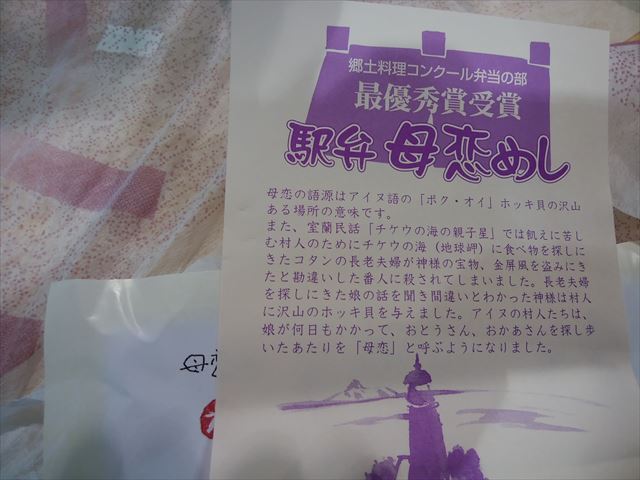 郷土料理コンクール弁当の部
最優秀賞受賞
駅弁 母恋めし
母恋の語源はアイヌ語の「ポク・オイ」ホッキ貝の沢山
ある場所の意味です。
また、室蘭民話「チケウの海の親子星」では飢えに苦し
む村人のためにチケウの海(地球岬)に食べ物を探しに
きたコタンの長老夫婦が神様の宝物、金屏風を盗みにき
たと勘違いした番人に殺されてしまいました。長老夫婦
を探しにきた娘の話を聞き間違いとわかった神様は村人
に沢山のホッキ貝を与えました。アイヌの村人たちは、
娘が何日もかかって、おとうさん、おかあさんを探し歩
いたあたりを「母恋」と呼ぶようになりました。
母